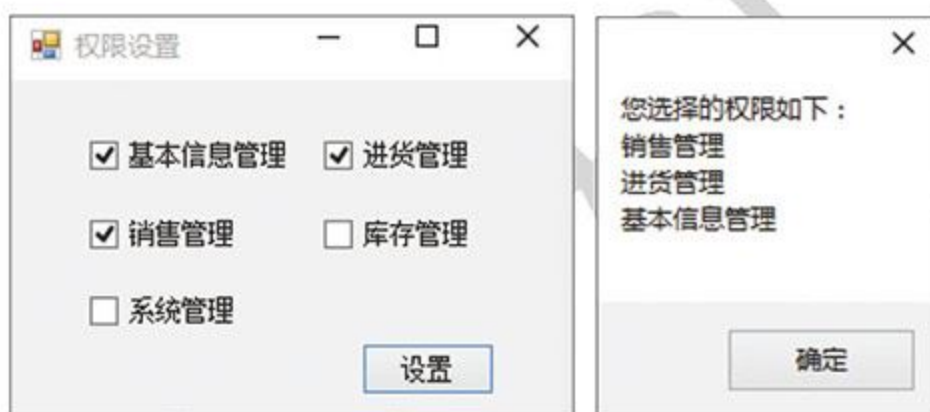 权限设置
基本信息管理 进货管理
销售管理 库存管理
系统管理
设置
您选择的权限如下：
销售管理
进货管理
基本信息管理
确定